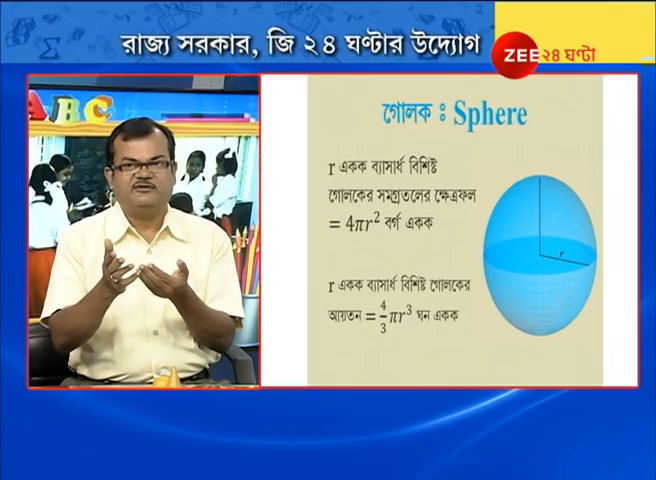 রাজ্য সরকার, জি ২৪ ঘণ্টার উদ্যোগ
ZEE ২৪ ঘণ্টা
ABC
গোলক ঃ Sphere
r একক ব্যাসার্ধ বিশিষ্ট
গোলকের সমগ্রতলের ক্ষেত্রফল
= 4πr² বর্গ একক
r
r একক ব্যাসার্ধ বিশিষ্ট গোলকের
আয়তন = 4/3 πr³ ঘন একক